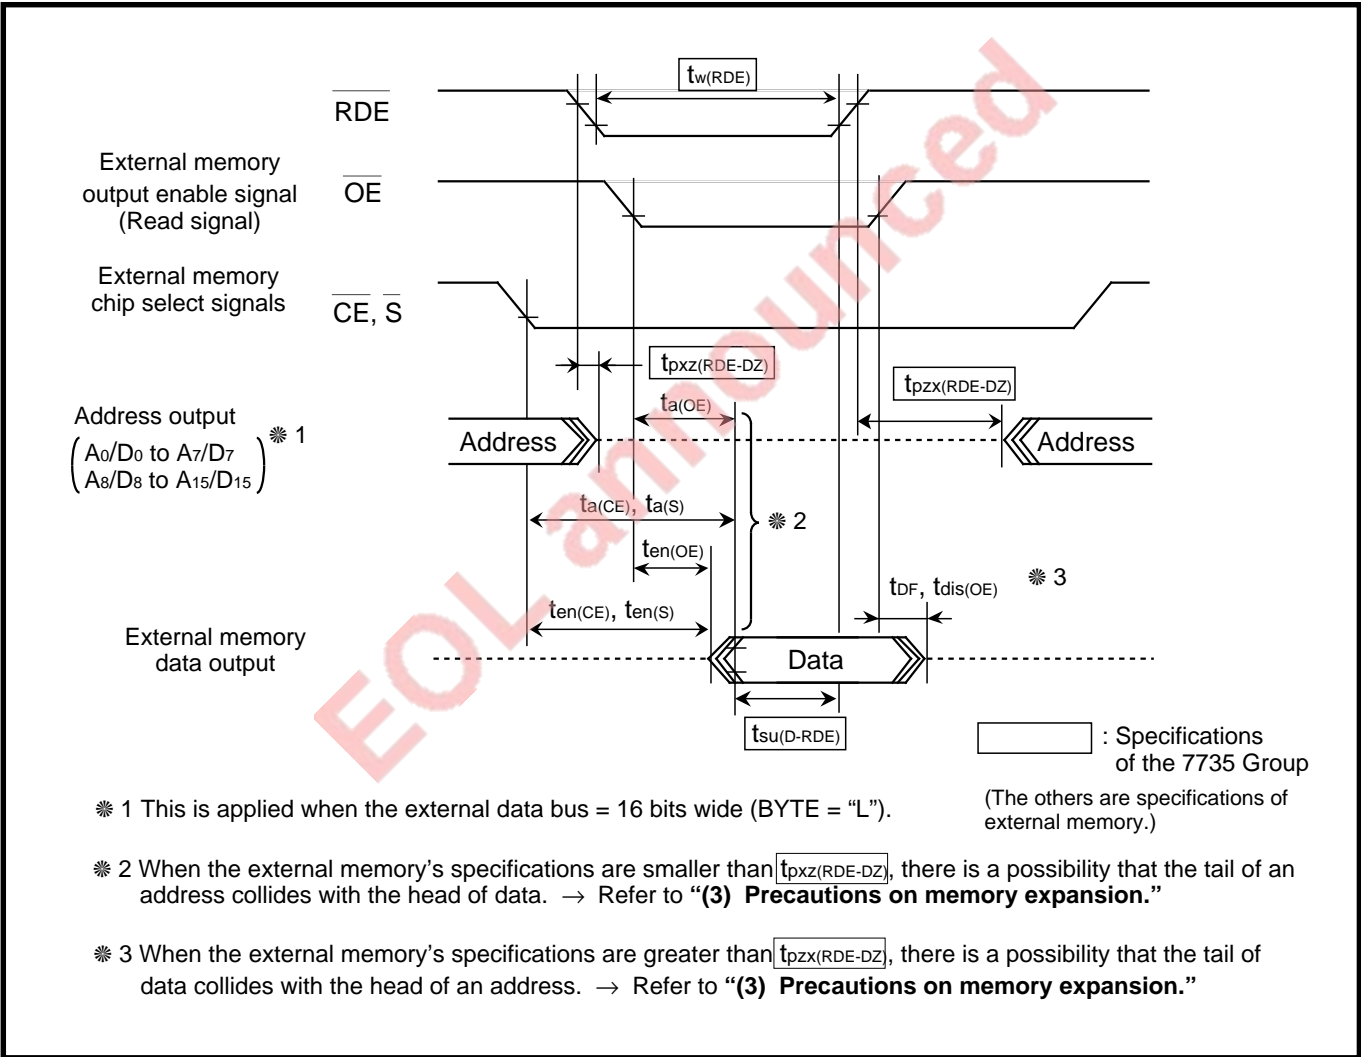 tw(RDE)
RDE
External memory
output enable signal
(Read signal)
OE
External memory
chip select signals
CE, S
tpxz(RDE-DZ)
tpzx(RDE-DZ)
ta(OE)
Address output
A0/D0 to A7/D7
A8/D8 to A15/D15
❊ 1
Address
Address
ta(CE), ta(S)
❊ 2
ten(OE)
tDF, tdis(OE)
❊ 3
ten(CE), ten(S)
External memory
data output
Data
tsu(D-RDE)
: Specifications
of the 7735 Group
(The others are specifications of
external memory.)
❊ 1 This is applied when the external data bus = 16 bits wide (BYTE = “L”).
❊ 2 When the external memory’s specifications are smaller than tpxz(RDE-DZ), there is a possibility that the tail of an
address collides with the head of data. → Refer to “(3) Precautions on memory expansion.”
❊ 3 When the external memory’s specifications are greater than tpzx(RDE-DZ), there is a possibility that the tail of
data collides with the head of an address. → Refer to “(3) Precautions on memory expansion.”
EOL announced